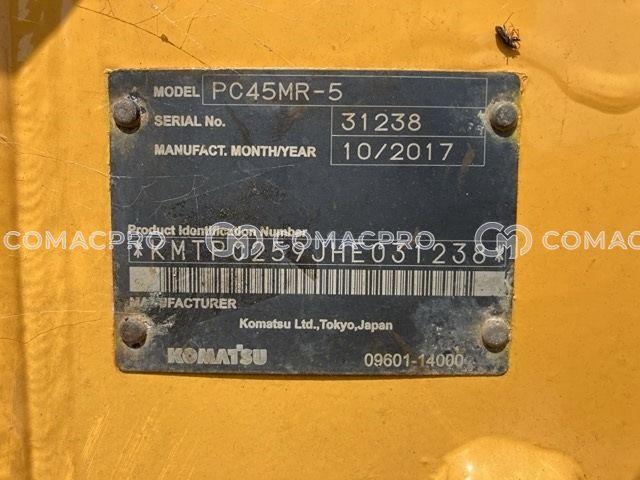 MODEL PC45MR-5
SERIAL No. 31238
MANUFACT. MONTH/YEAR 10/2017
Product Identification Number
*KMTP0259JHE031238*
COMACPRO COMACPRO COMACPRO
MANUFACTURER
Komatsu Ltd.,Tokyo,Japan
KOMATSU 09601-14000